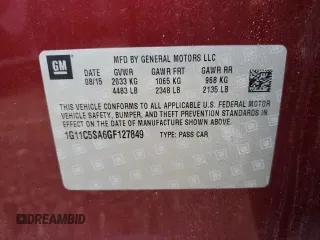 GM
MFD BY GENERAL MOTORS LLC
DATE GVWR GAWR FRT GAWR RR
08/15 2033 KG 1065 KG 968 KG
4483 LB 2348 LB 2135 LB
THIS VEHICLE CONFORMS TO ALL APPLICABLE U.S. FEDERAL MOTOR
VEHICLE SAFETY, BUMPER, AND THEFT PREVENTION STANDARDS
IN EFFECT ON THE DATE OF MANUFACTURE SHOWN ABOVE.
1G11C5SA6GF127849 TYPE: PASS CAR
DREAMBID